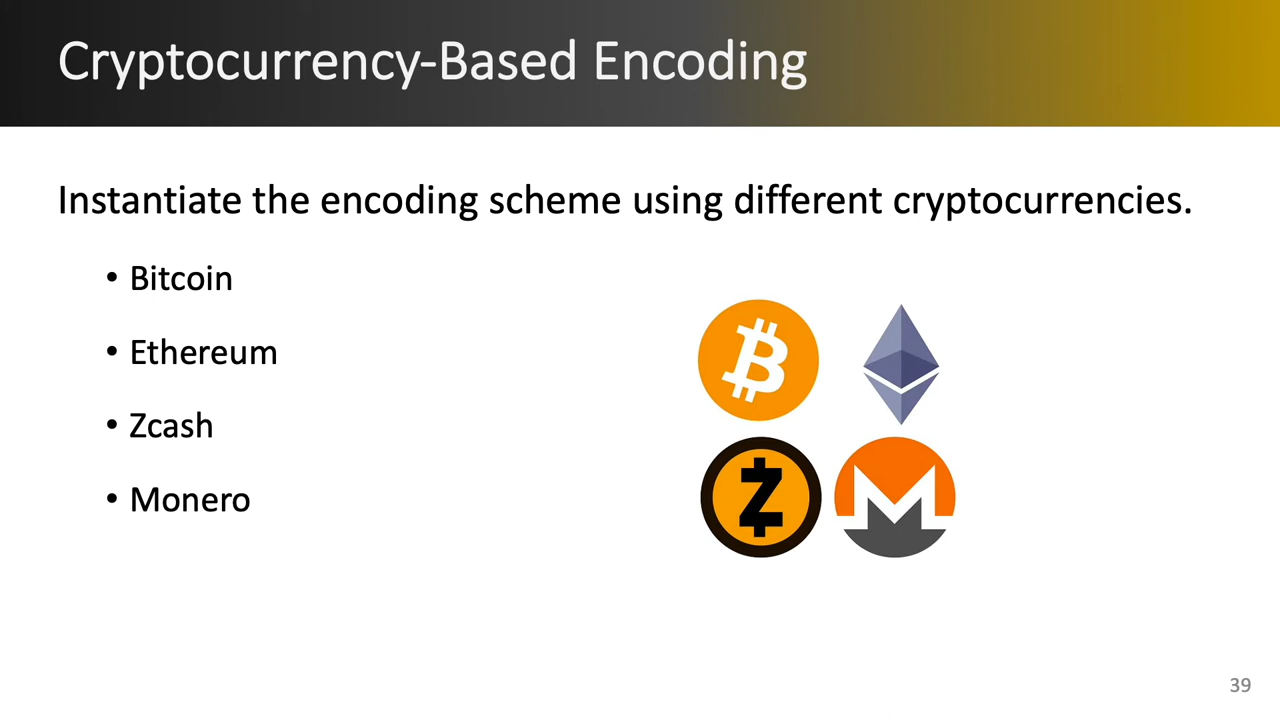 Cryptocurrency-Based Encoding
Instantiate the encoding scheme using different cryptocurrencies.
• Bitcoin
• Ethereum
• Zcash
• Monero
39